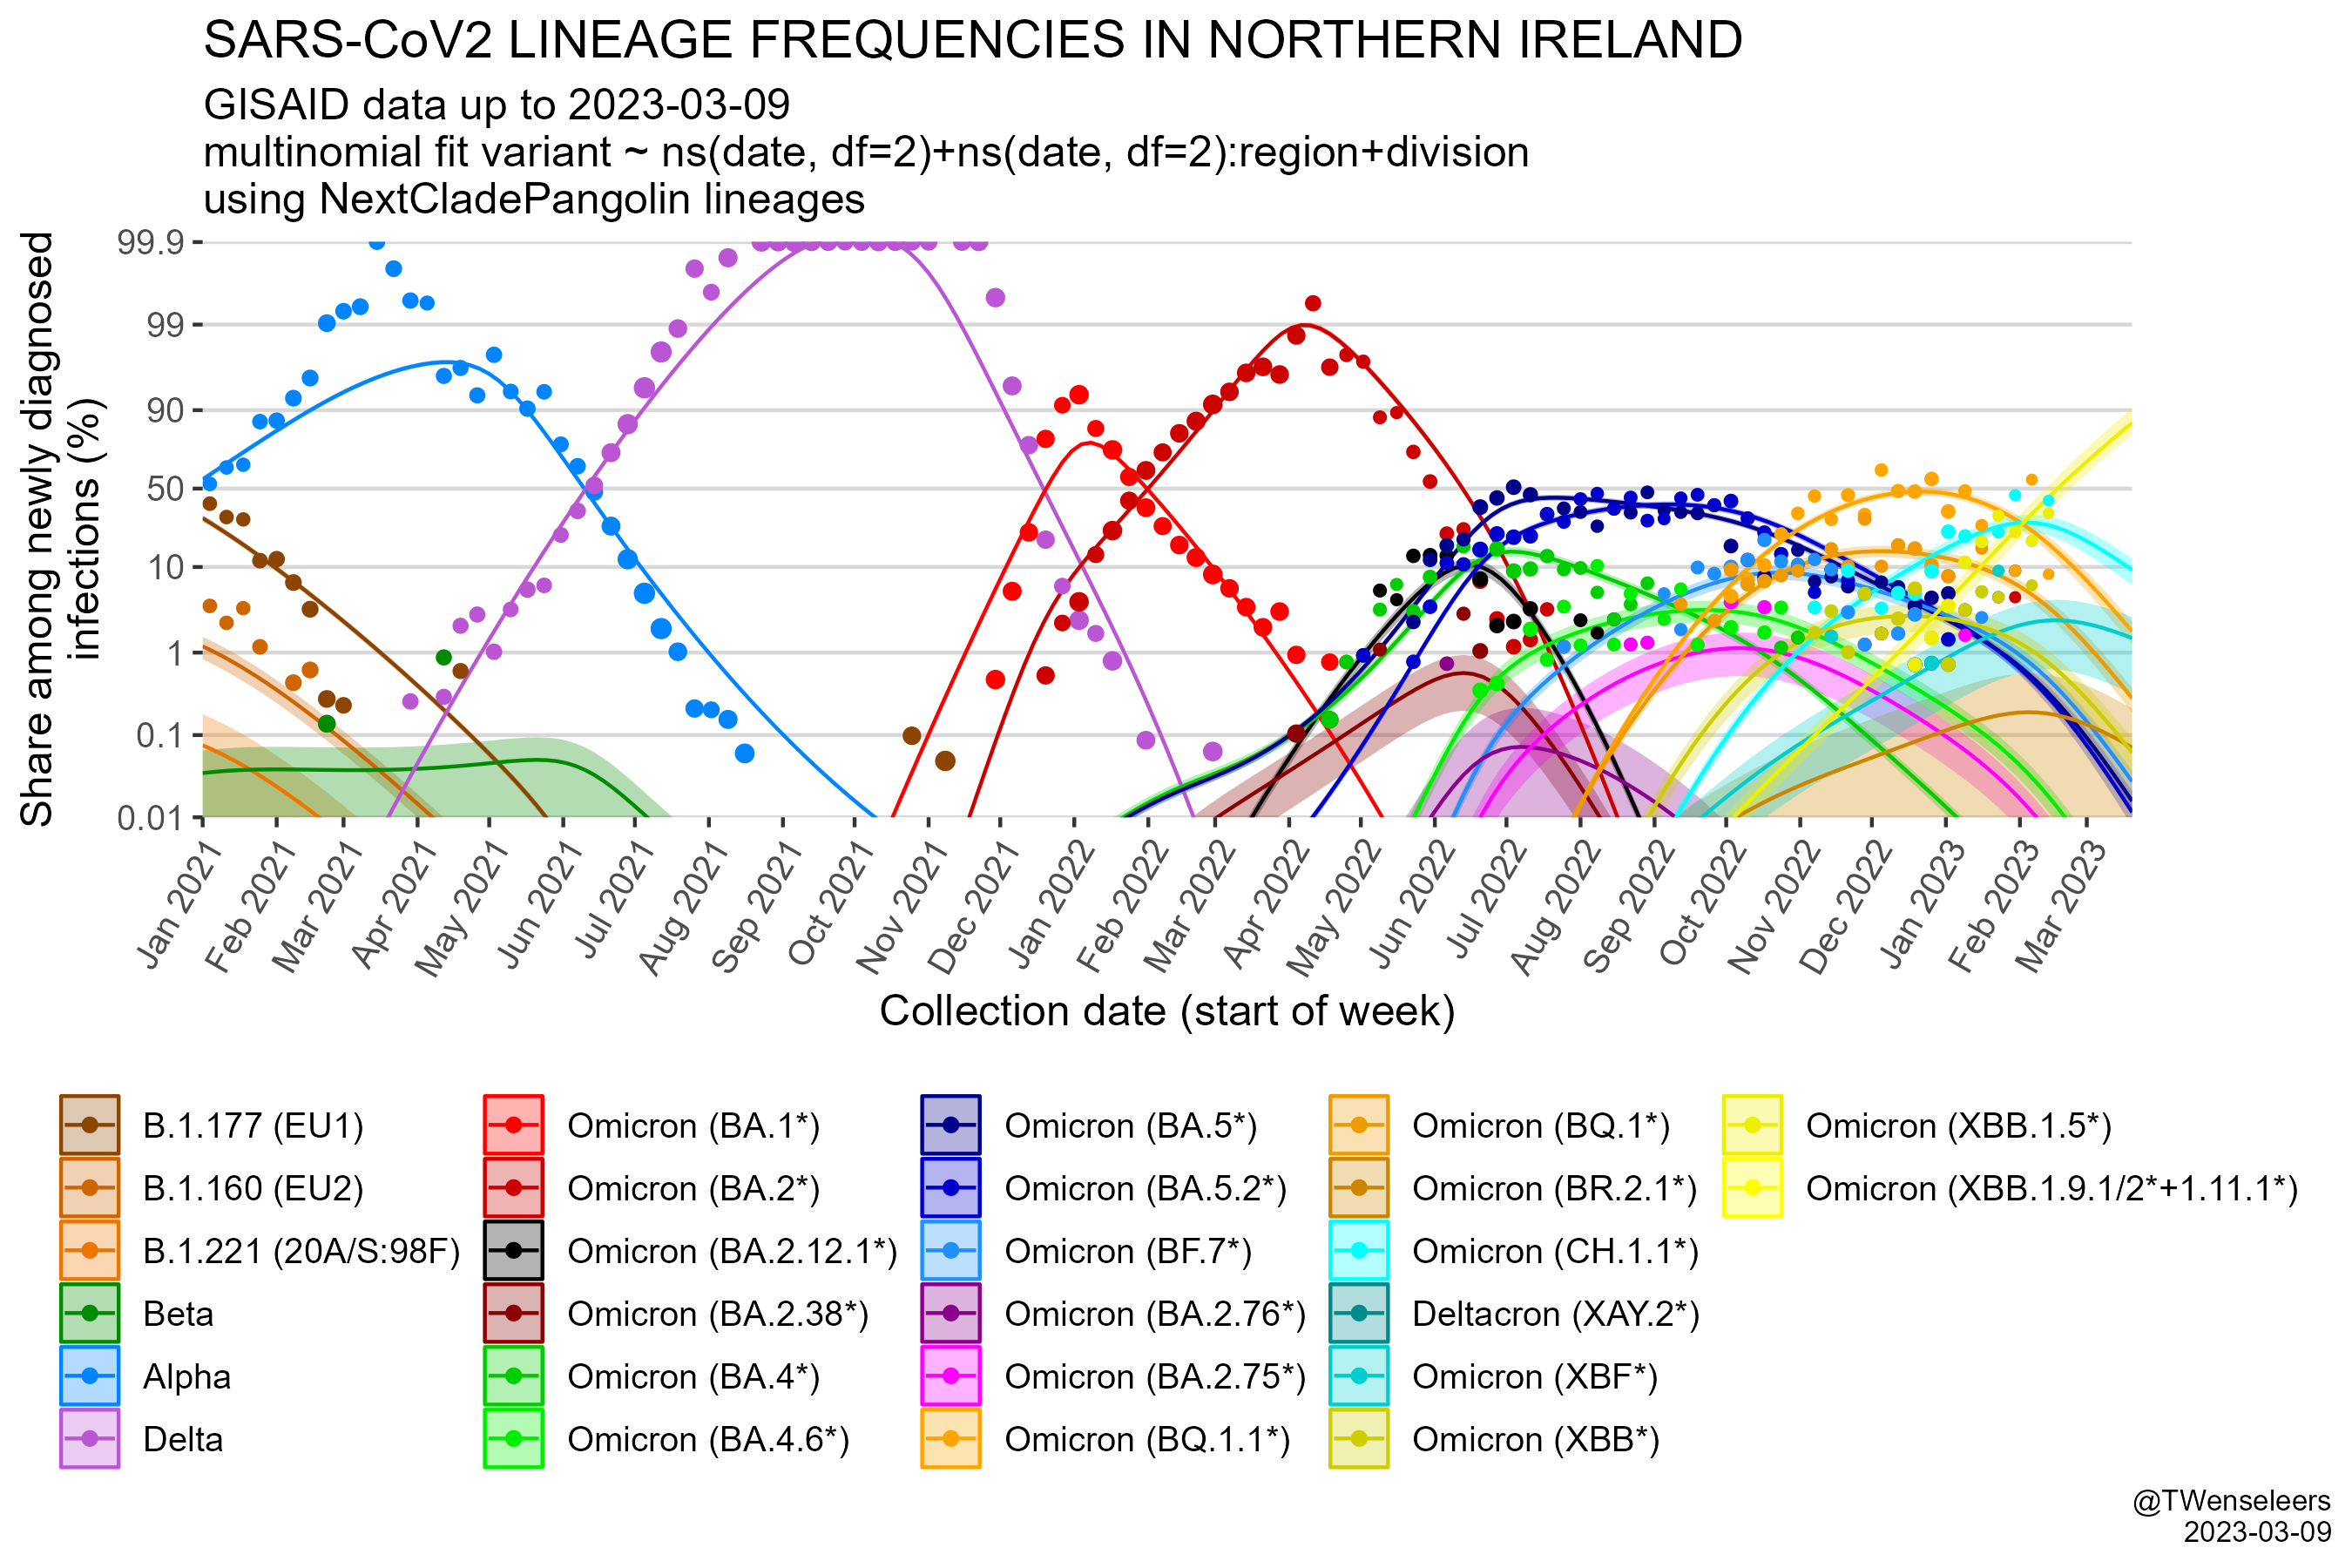 SARS-CoV2 LINEAGE FREQUENCIES IN NORTHERN IRELAND
GISAID data up to 2023-03-09
multinomial fit variant ~ ns(date, df=2)+ns(date, df=2):region+division
using NextCladePangolin lineages
Share among newly diagnosed
infections (%)
99.9
99
90
50
10
1
0.1
0.01
Jan 2021
Feb 2021
Mar 2021
Apr 2021
May 2021
Jun 2021
Jul 2021
Aug 2021
Sep 2021
Oct 2021
Nov 2021
Dec 2021
Jan 2022
Feb 2022
Mar 2022
Apr 2022
May 2022
Jun 2022
Jul 2022
Aug 2022
Sep 2022
Oct 2022
Nov 2022
Dec 2022
Jan 2023
Feb 2023
Mar 2023
Collection date (start of week)
B.1.177 (EU1)
B.1.160 (EU2)
B.1.221 (20A/S:98F)
Beta
Alpha
Delta
Omicron (BA.1*)
Omicron (BA.2*)
Omicron (BA.2.12.1*)
Omicron (BA.2.38*)
Omicron (BA.4*)
Omicron (BA.4.6*)
Omicron (BA.5*)
Omicron (BA.5.2*)
Omicron (BF.7*)
Omicron (BA.2.76*)
Omicron (BA.2.75*)
Omicron (BQ.1.1*)
Omicron (BQ.1*)
Omicron (BR.2.1*)
Omicron (CH.1.1*)
Deltacron (XAY.2*)
Omicron (XBF*)
Omicron (XBB*)
Omicron (XBB.1.5*)
Omicron (XBB.1.9.1/2*+1.11.1*)
@TWenseleers
2023-03-09